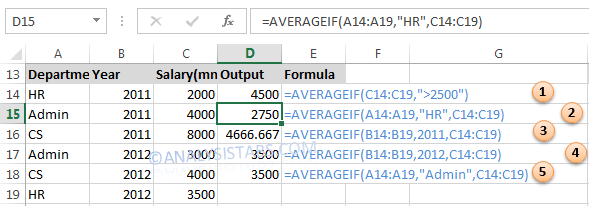 D15 =AVERAGEIF(A14:A19,"HR",C14:C19)
A B C D E F G
13 Departme Year Salary(mn Output Formula
14 HR 2011 2000 4500 =AVERAGEIF(C14:C19,">2500") 1
15 Admin 2011 4000 2750 =AVERAGEIF(A14:A19,"HR",C14:C19) 2
16 CS 2011 8000 4666.667 =AVERAGEIF(B14:B19,2011,C14:C19) 3
17 Admin 2012 3000 3500 =AVERAGEIF(B14:B19,2012,C14:C19) 4
18 CS 2012 4000 3500 =AVERAGEIF(A14:A19,"Admin",C14:C19) 5
19 HR 2012 3500